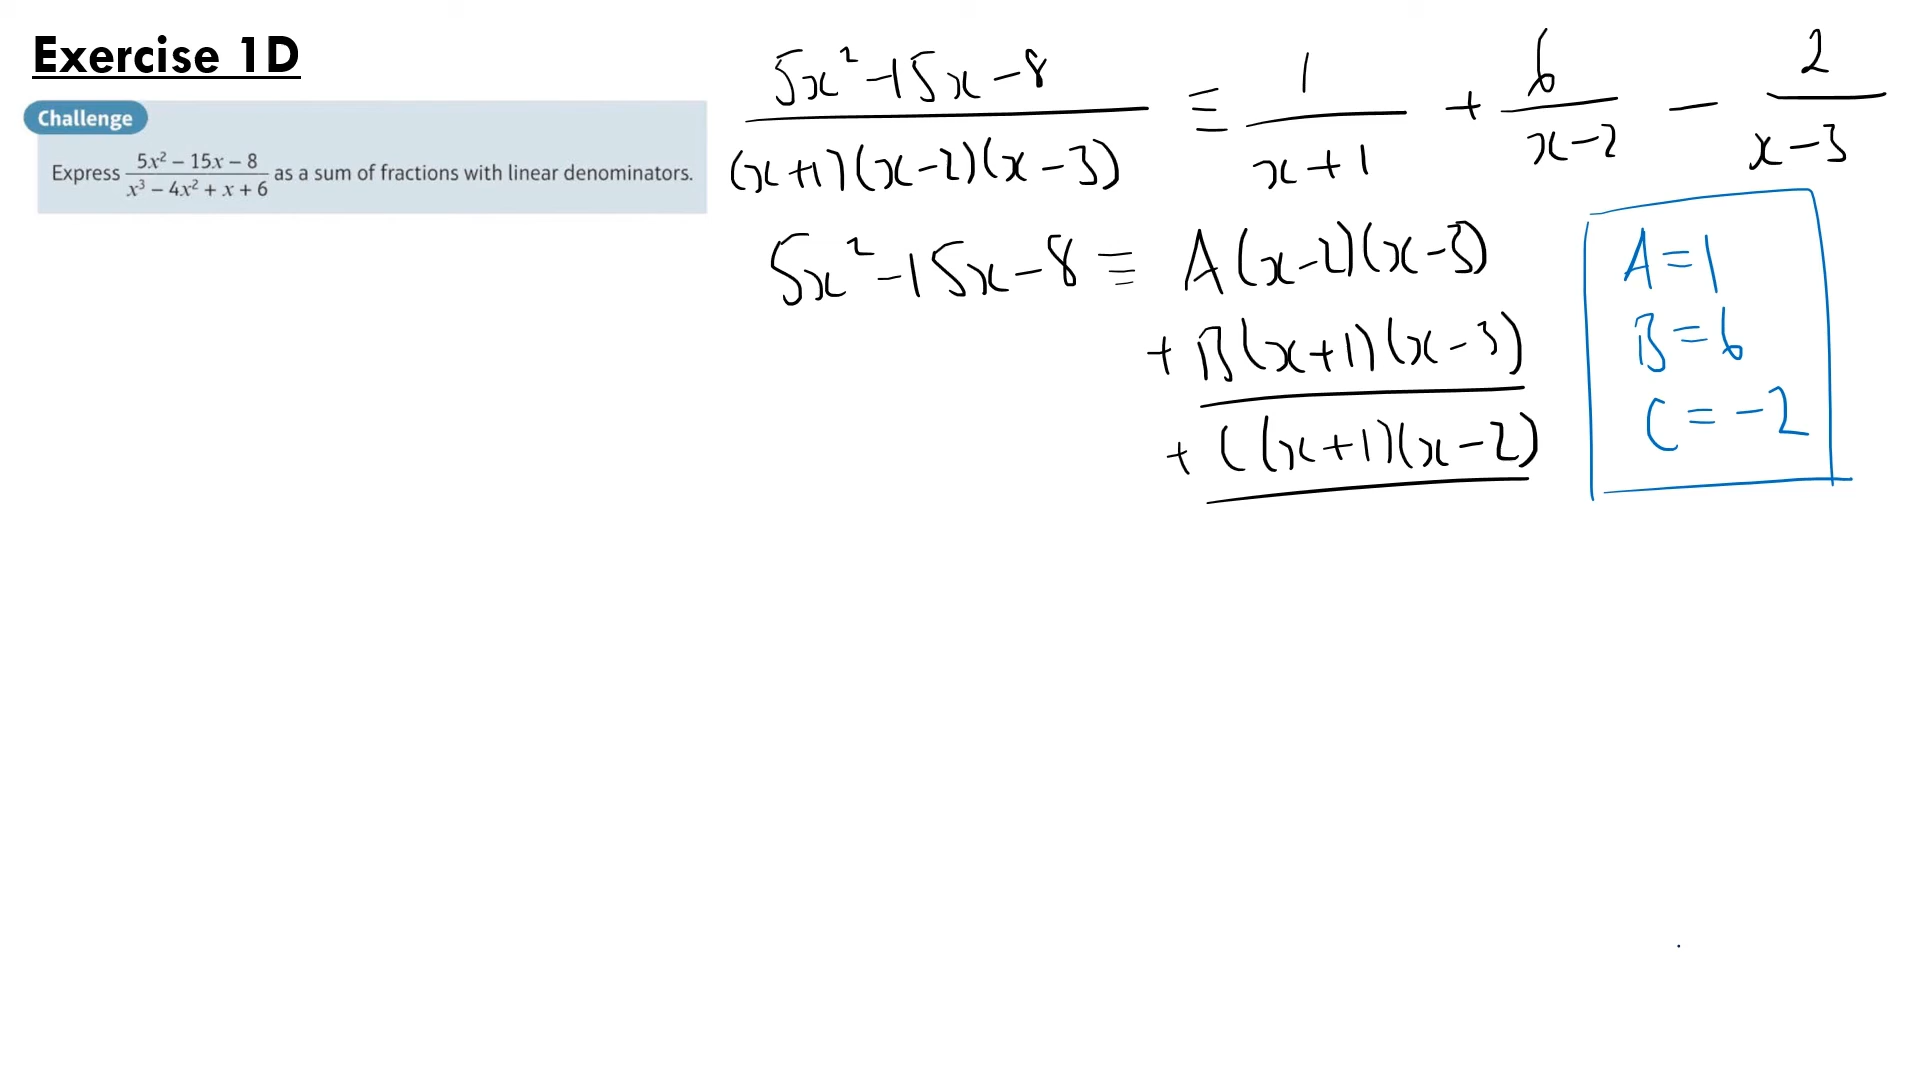 Exercise 1D
Challenge
Express (5x² − 15x − 8)/(x³ − 4x² + x + 6) as a sum of fractions with linear denominators.
(5x² − 15x − 8)/((x+1)(x−2)(x−3)) ≡ 1/(x+1) + 6/(x−2) − 2/(x−3)
5x² − 15x − 8 ≡ A(x−2)(x−3)
+ B(x+1)(x−3)
+ C(x+1)(x−2)
A = 1
B = 6
C = −2